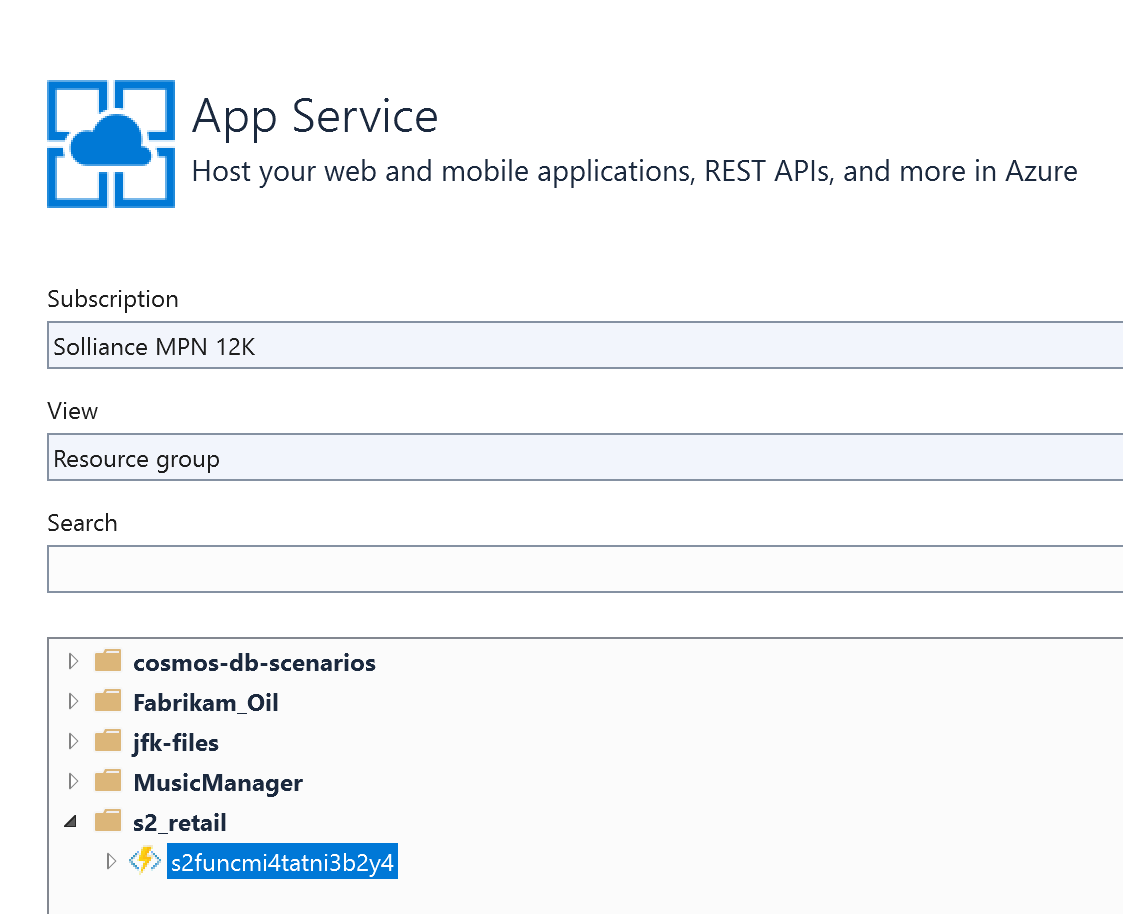 App Service
Host your web and mobile applications, REST APIs, and more in Azure
Subscription
Solliance MPN 12K
View
Resource group
Search
cosmos-db-scenarios
Fabrikam_Oil
jfk-files
MusicManager
s2_retail
s2funcmi4tatni3b2y4